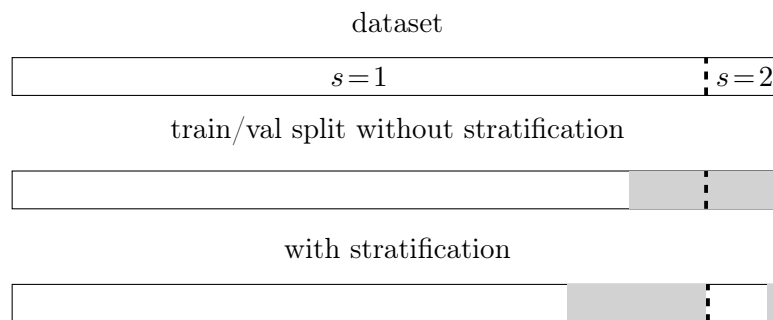 dataset
s=1 s=2
train/val split without stratification
with stratification